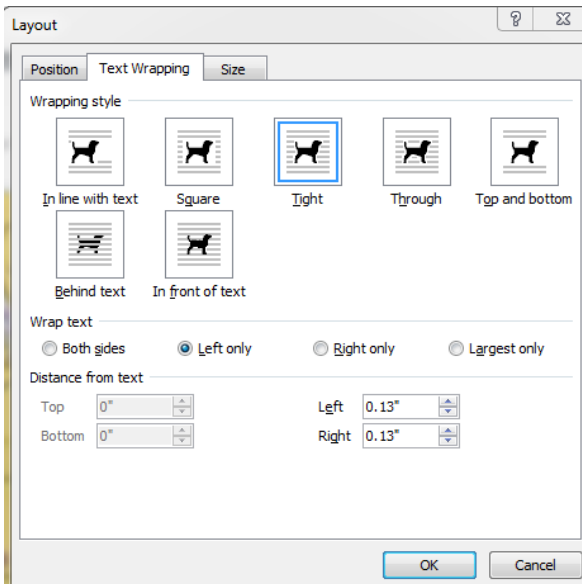 Layout
Position Text Wrapping Size
Wrapping style
In line with text Square Tight Through Top and bottom
Behind text In front of text
Wrap text
Both sides Left only Right only Largest only
Distance from text
Top 0" Left 0.13"
Bottom 0" Right 0.13"
OK Cancel